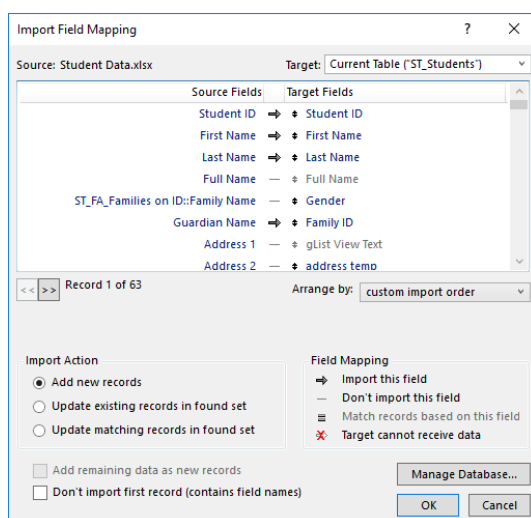 Import Field Mapping ? ×
Source: Student Data.xlsx Target: Current Table ("ST_Students")
Source Fields Target Fields
Student ID Student ID
First Name First Name
Last Name Last Name
Full Name Full Name
ST_FA_Families on ID::Family Name Gender
Guardian Name Family ID
Address 1 gList View Text
Address 2 address temp
<< >> Record 1 of 63 Arrange by: custom import order
Import Action Field Mapping
Add new records Import this field
Update existing records in found set Don't import this field
Update matching records in found set Match records based on this field
Target cannot receive data
Add remaining data as new records Manage Database...
Don't import first record (contains field names)
OK Cancel